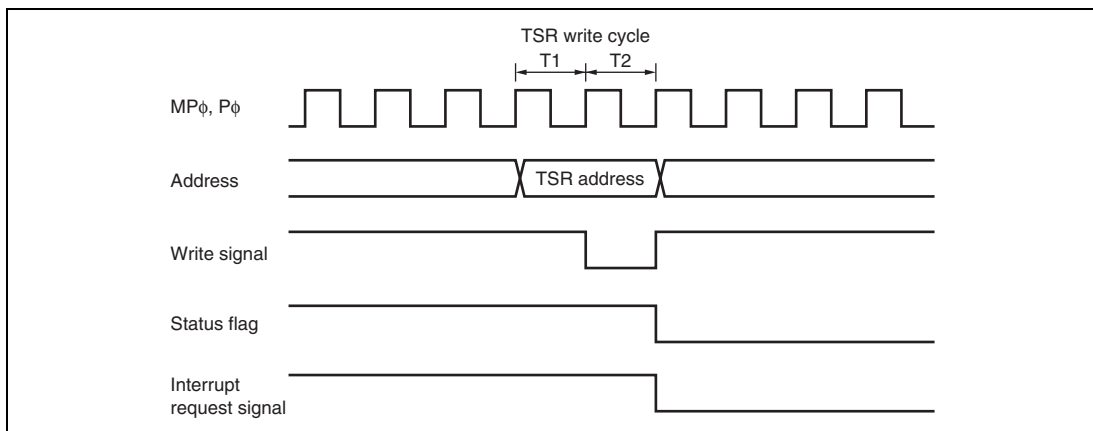 TSR write cycle
T1 T2
MPϕ, Pϕ
Address
TSR address
Write signal
Status flag
Interrupt
request signal